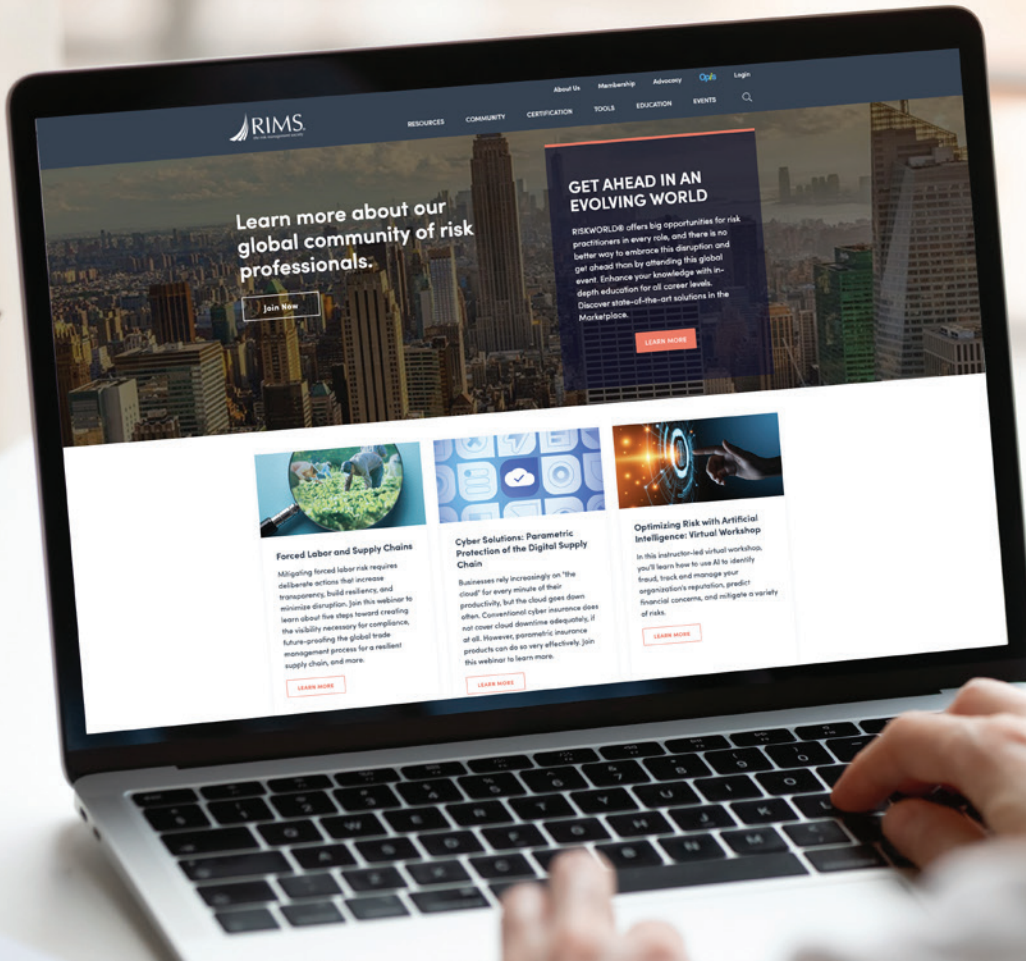 About Us Membership Advocacy Opis Login
RIMS
RESOURCES COMMUNITY CERTIFICATION TOOLS EDUCATION EVENTS
Learn more about our
global community of risk
professionals.
Join Now
GET AHEAD IN AN
EVOLVING WORLD
RISKWORLD® offers big opportunities for risk
practitioners in every role, and there is no
better way to embrace this disruption and
get ahead than by attending this global
event. Enhance your knowledge with in-
depth education for all career levels.
Discover state-of-the-art solutions in the
Marketplace.
LEARN MORE
Forced Labor and Supply Chains
Mitigating forced labor risk requires
deliberate actions that increase
transparency, build resiliency, and
minimize disruption. Join this webinar to
learn about five steps toward creating
the visibility necessary for compliance,
future-proofing the global trade
management process for a resilient
supply chain, and more.
LEARN MORE
Cyber Solutions: Parametric
Protection of the Digital Supply
Chain
Businesses rely increasingly on "the
cloud" for every minute of their
productivity, but the cloud goes down
often. Conventional cyber insurance does
not cover cloud downtime adequately, if
at all. However, parametric insurance
products can do so very effectively. Join
this webinar to learn more.
LEARN MORE
Optimizing Risk with Artificial
Intelligence: Virtual Workshop
In this instructor-led virtual workshop,
you'll learn how to use AI to identify
fraud, track and manage your
organization's reputation, predict
financial concerns, and mitigate a variety
of risks.
LEARN MORE